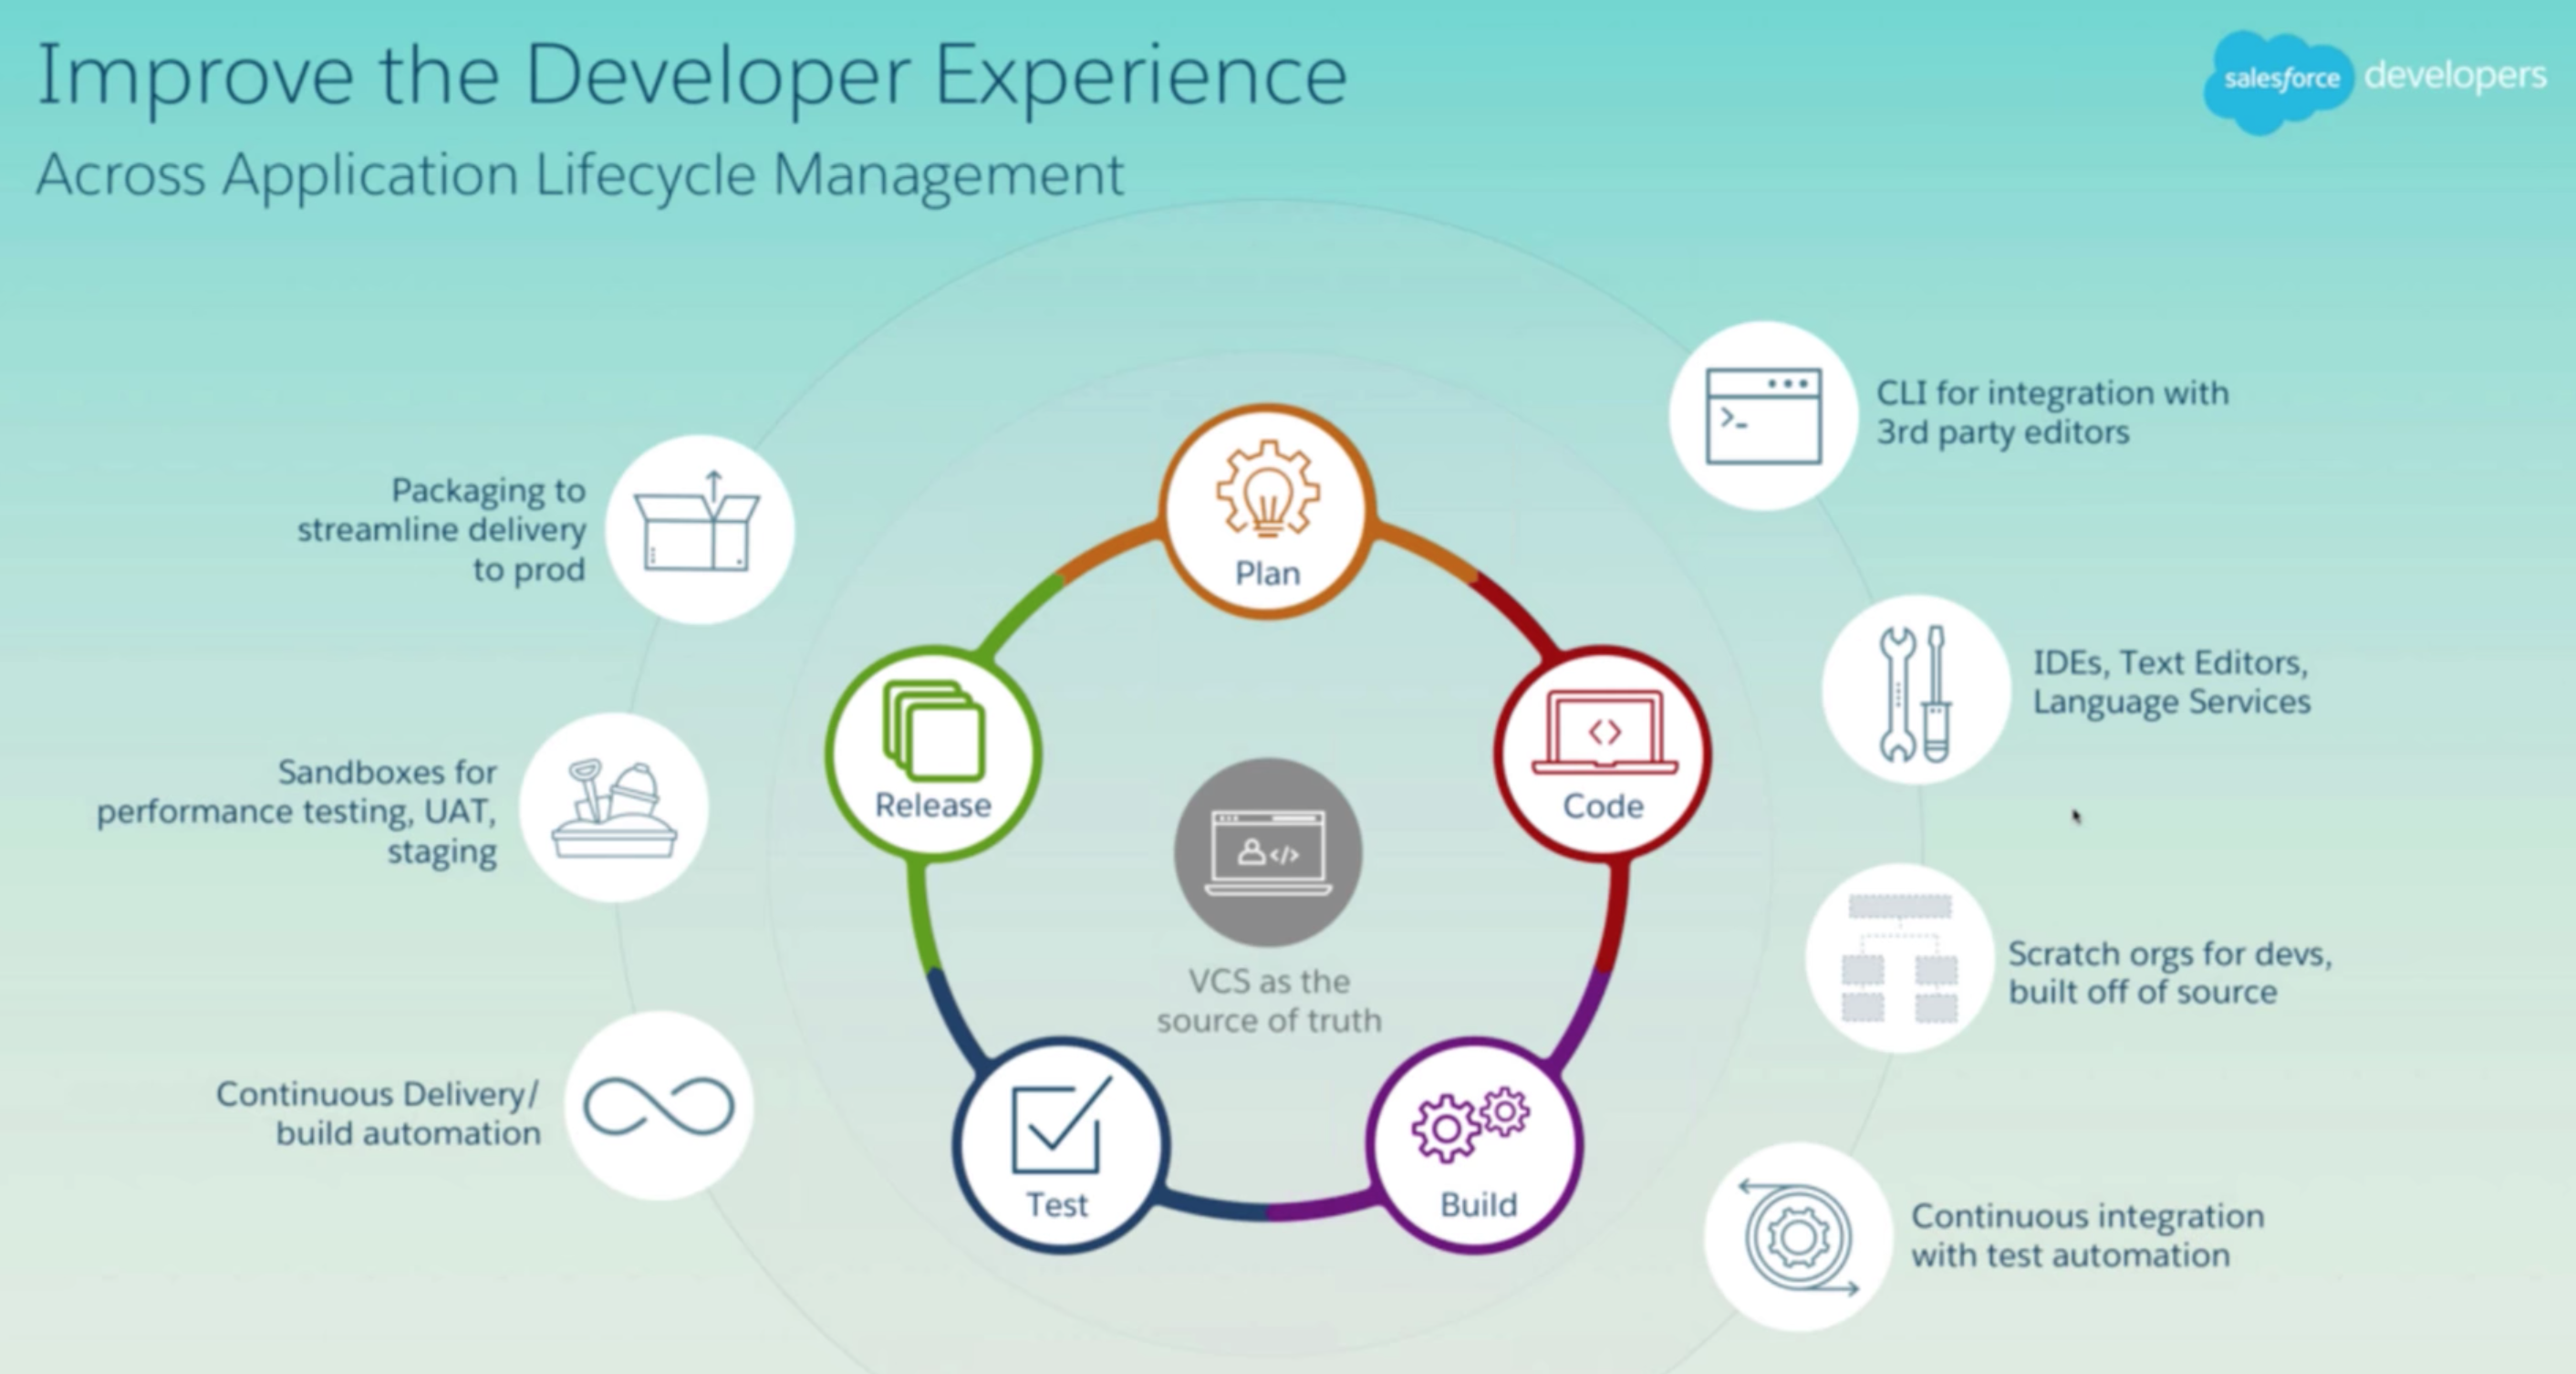 Improve the Developer Experience
Across Application Lifecycle Management
salesforce developers
Packaging to
streamline delivery
to prod
Sandboxes for
performance testing, UAT,
staging
Continuous Delivery/
build automation
Plan
Release
Code
VCS as the
source of truth
Test
Build
CLI for integration with
3rd party editors
IDEs, Text Editors,
Language Services
Scratch orgs for devs,
built off of source
Continuous integration
with test automation